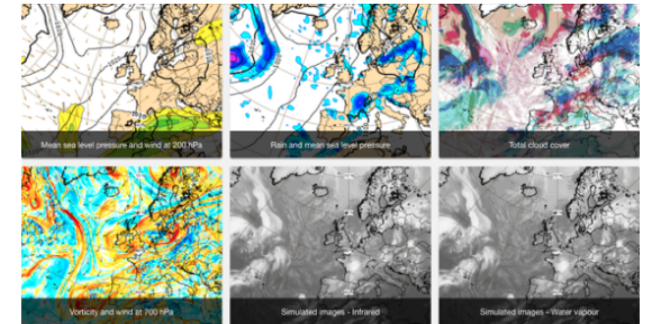 Mean sea level pressure and wind at 200 hPa
Rain and mean sea level pressure
Total cloud cover
Vorticity and wind at 700 hPa
Simulated images - Infrared
Simulated images - Water vapour